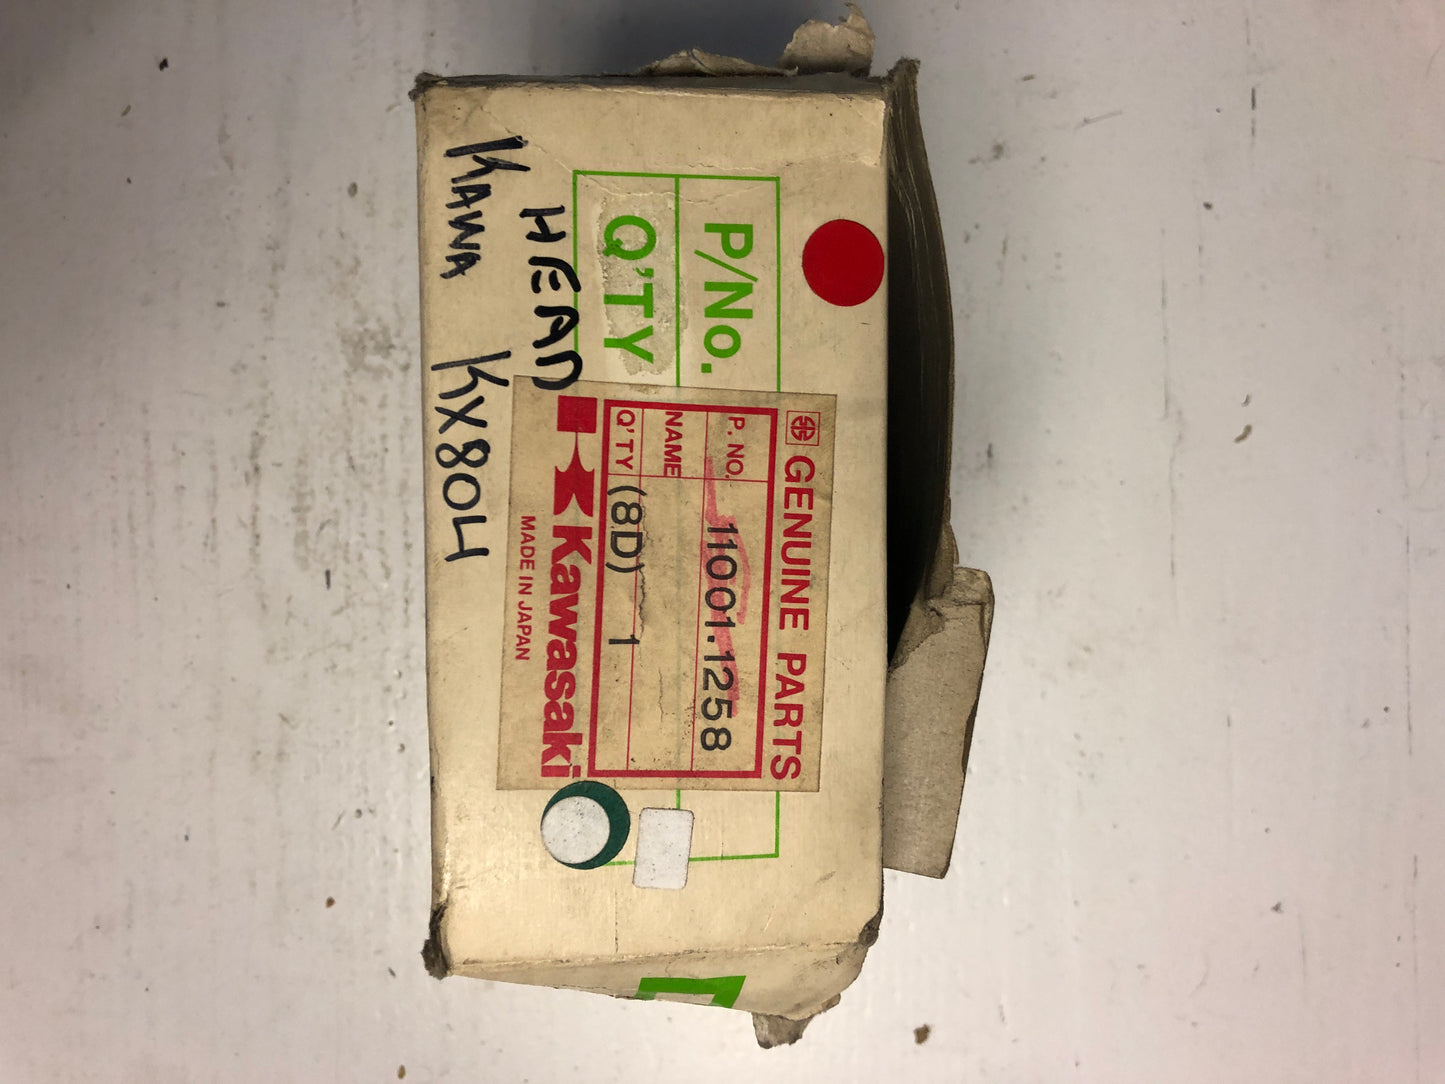 P/No.
Q'TY
HEAD
KAWA KX80H
GENUINE PARTS
P. NO. 11001.1258
NAME
Q'TY (8D) 1
Kawasaki
MADE IN JAPAN